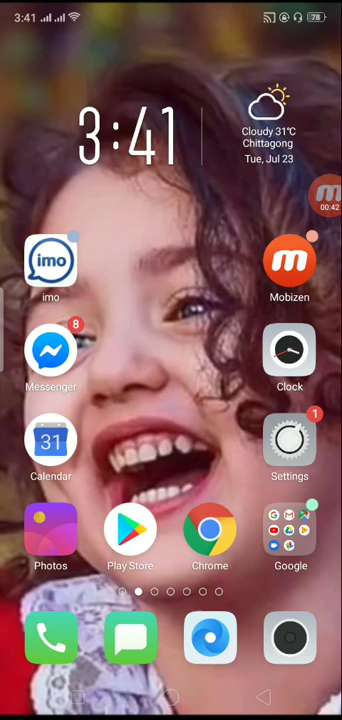 3:41
78
3:41
Cloudy 31℃
Chittagong
Tue, Jul 23
00:42
imo
imo
Mobizen
8
Messenger
Clock
1
31
Calendar
Settings
Photos
Play Store
Chrome
Google